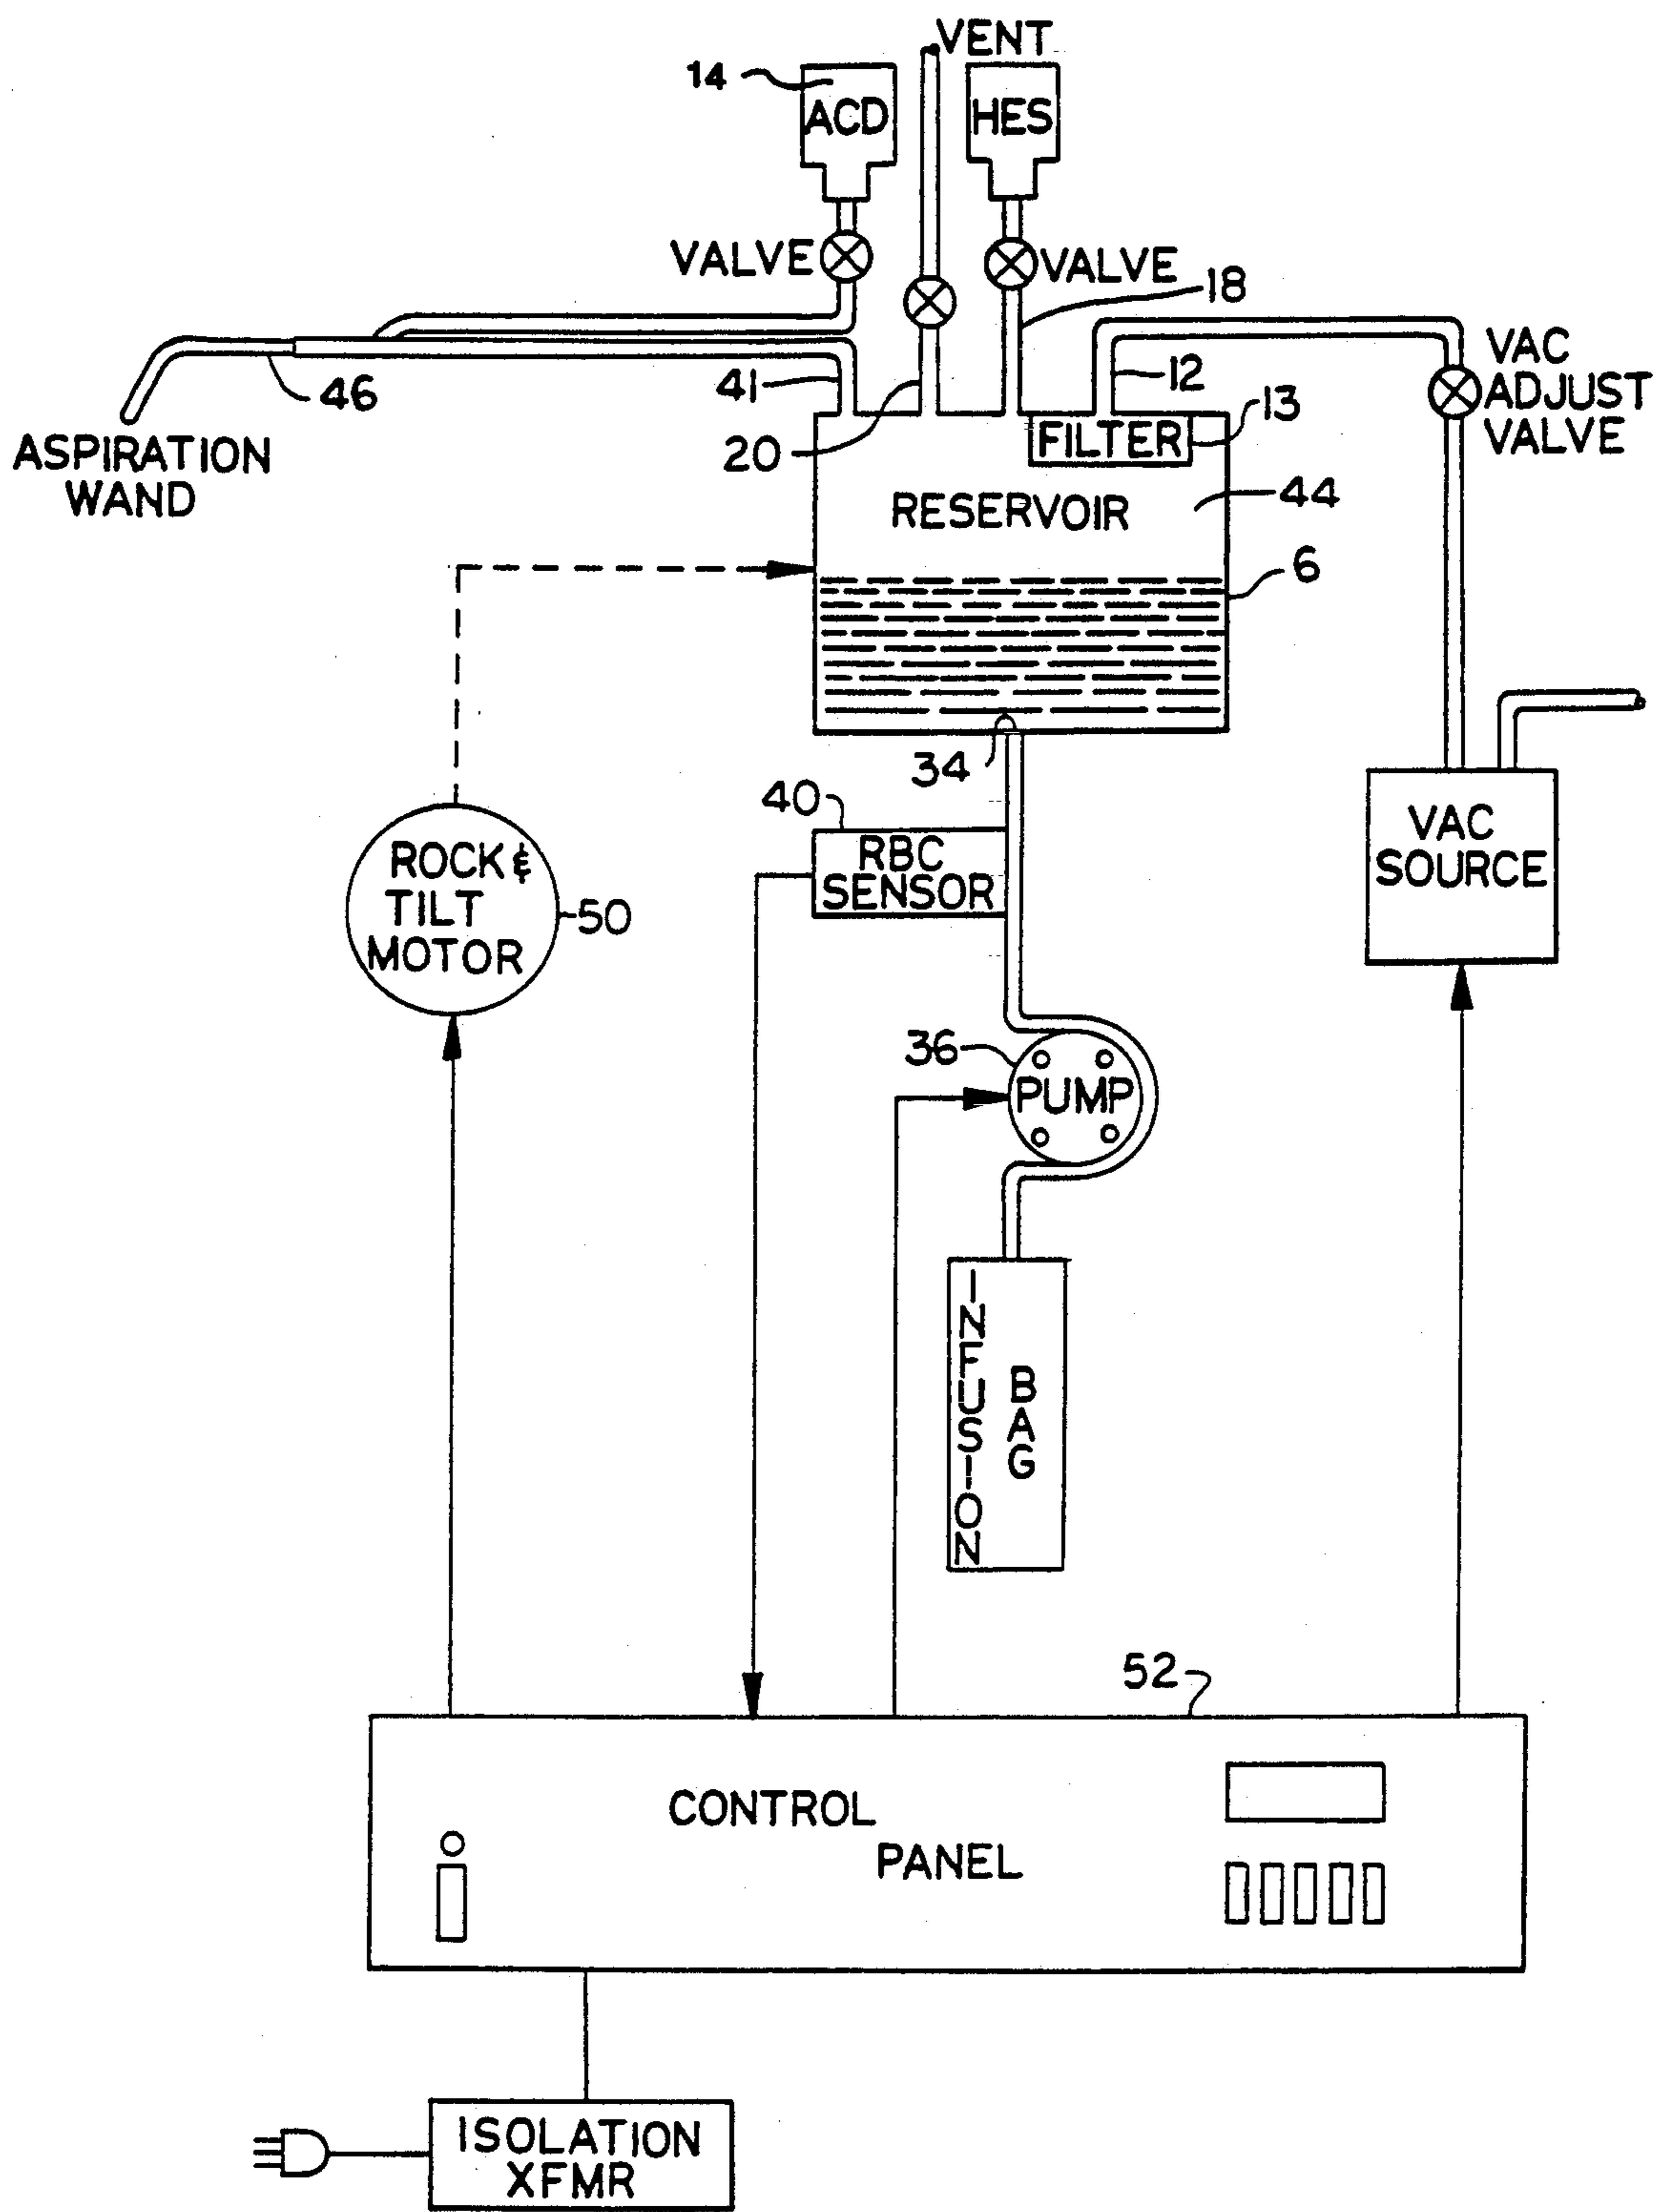 VENT
14
ACD
HES
VALVE
VALVE
18
46
41
12
VAC
ADJUST
VALVE
13
FILTER
20
ASPIRATION
WAND
RESERVOIR
44
6
34
40
RBC
SENSOR
VAC
SOURCE
ROCK &
TILT
MOTOR
50
36
PUMP
INFUSION
BAG
52
CONTROL
PANEL
ISOLATION
XFMR